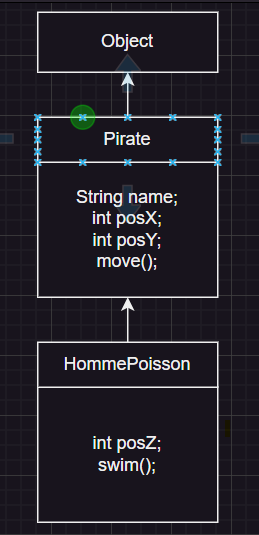 Object
Pirate
String name;
int posX;
int posY;
move();
HommePoisson
int posZ;
swim();